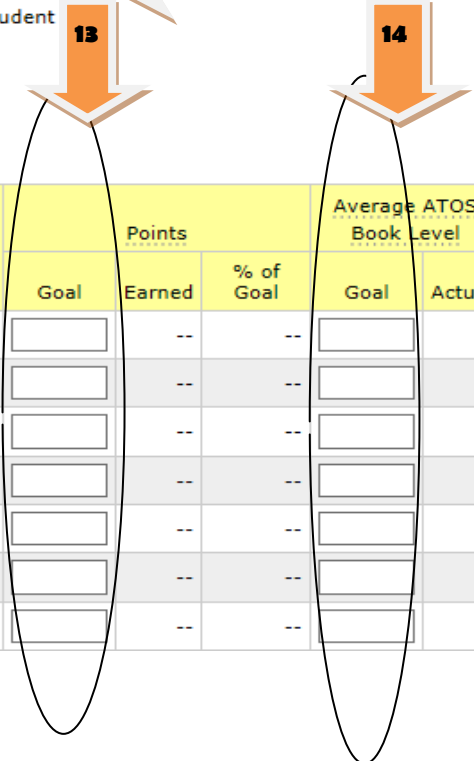 udent
13 14
Points Average ATOS
Book Level
Goal Earned % of
Goal Goal Actu
-- --
-- --
-- --
-- --
-- --
-- --
-- --